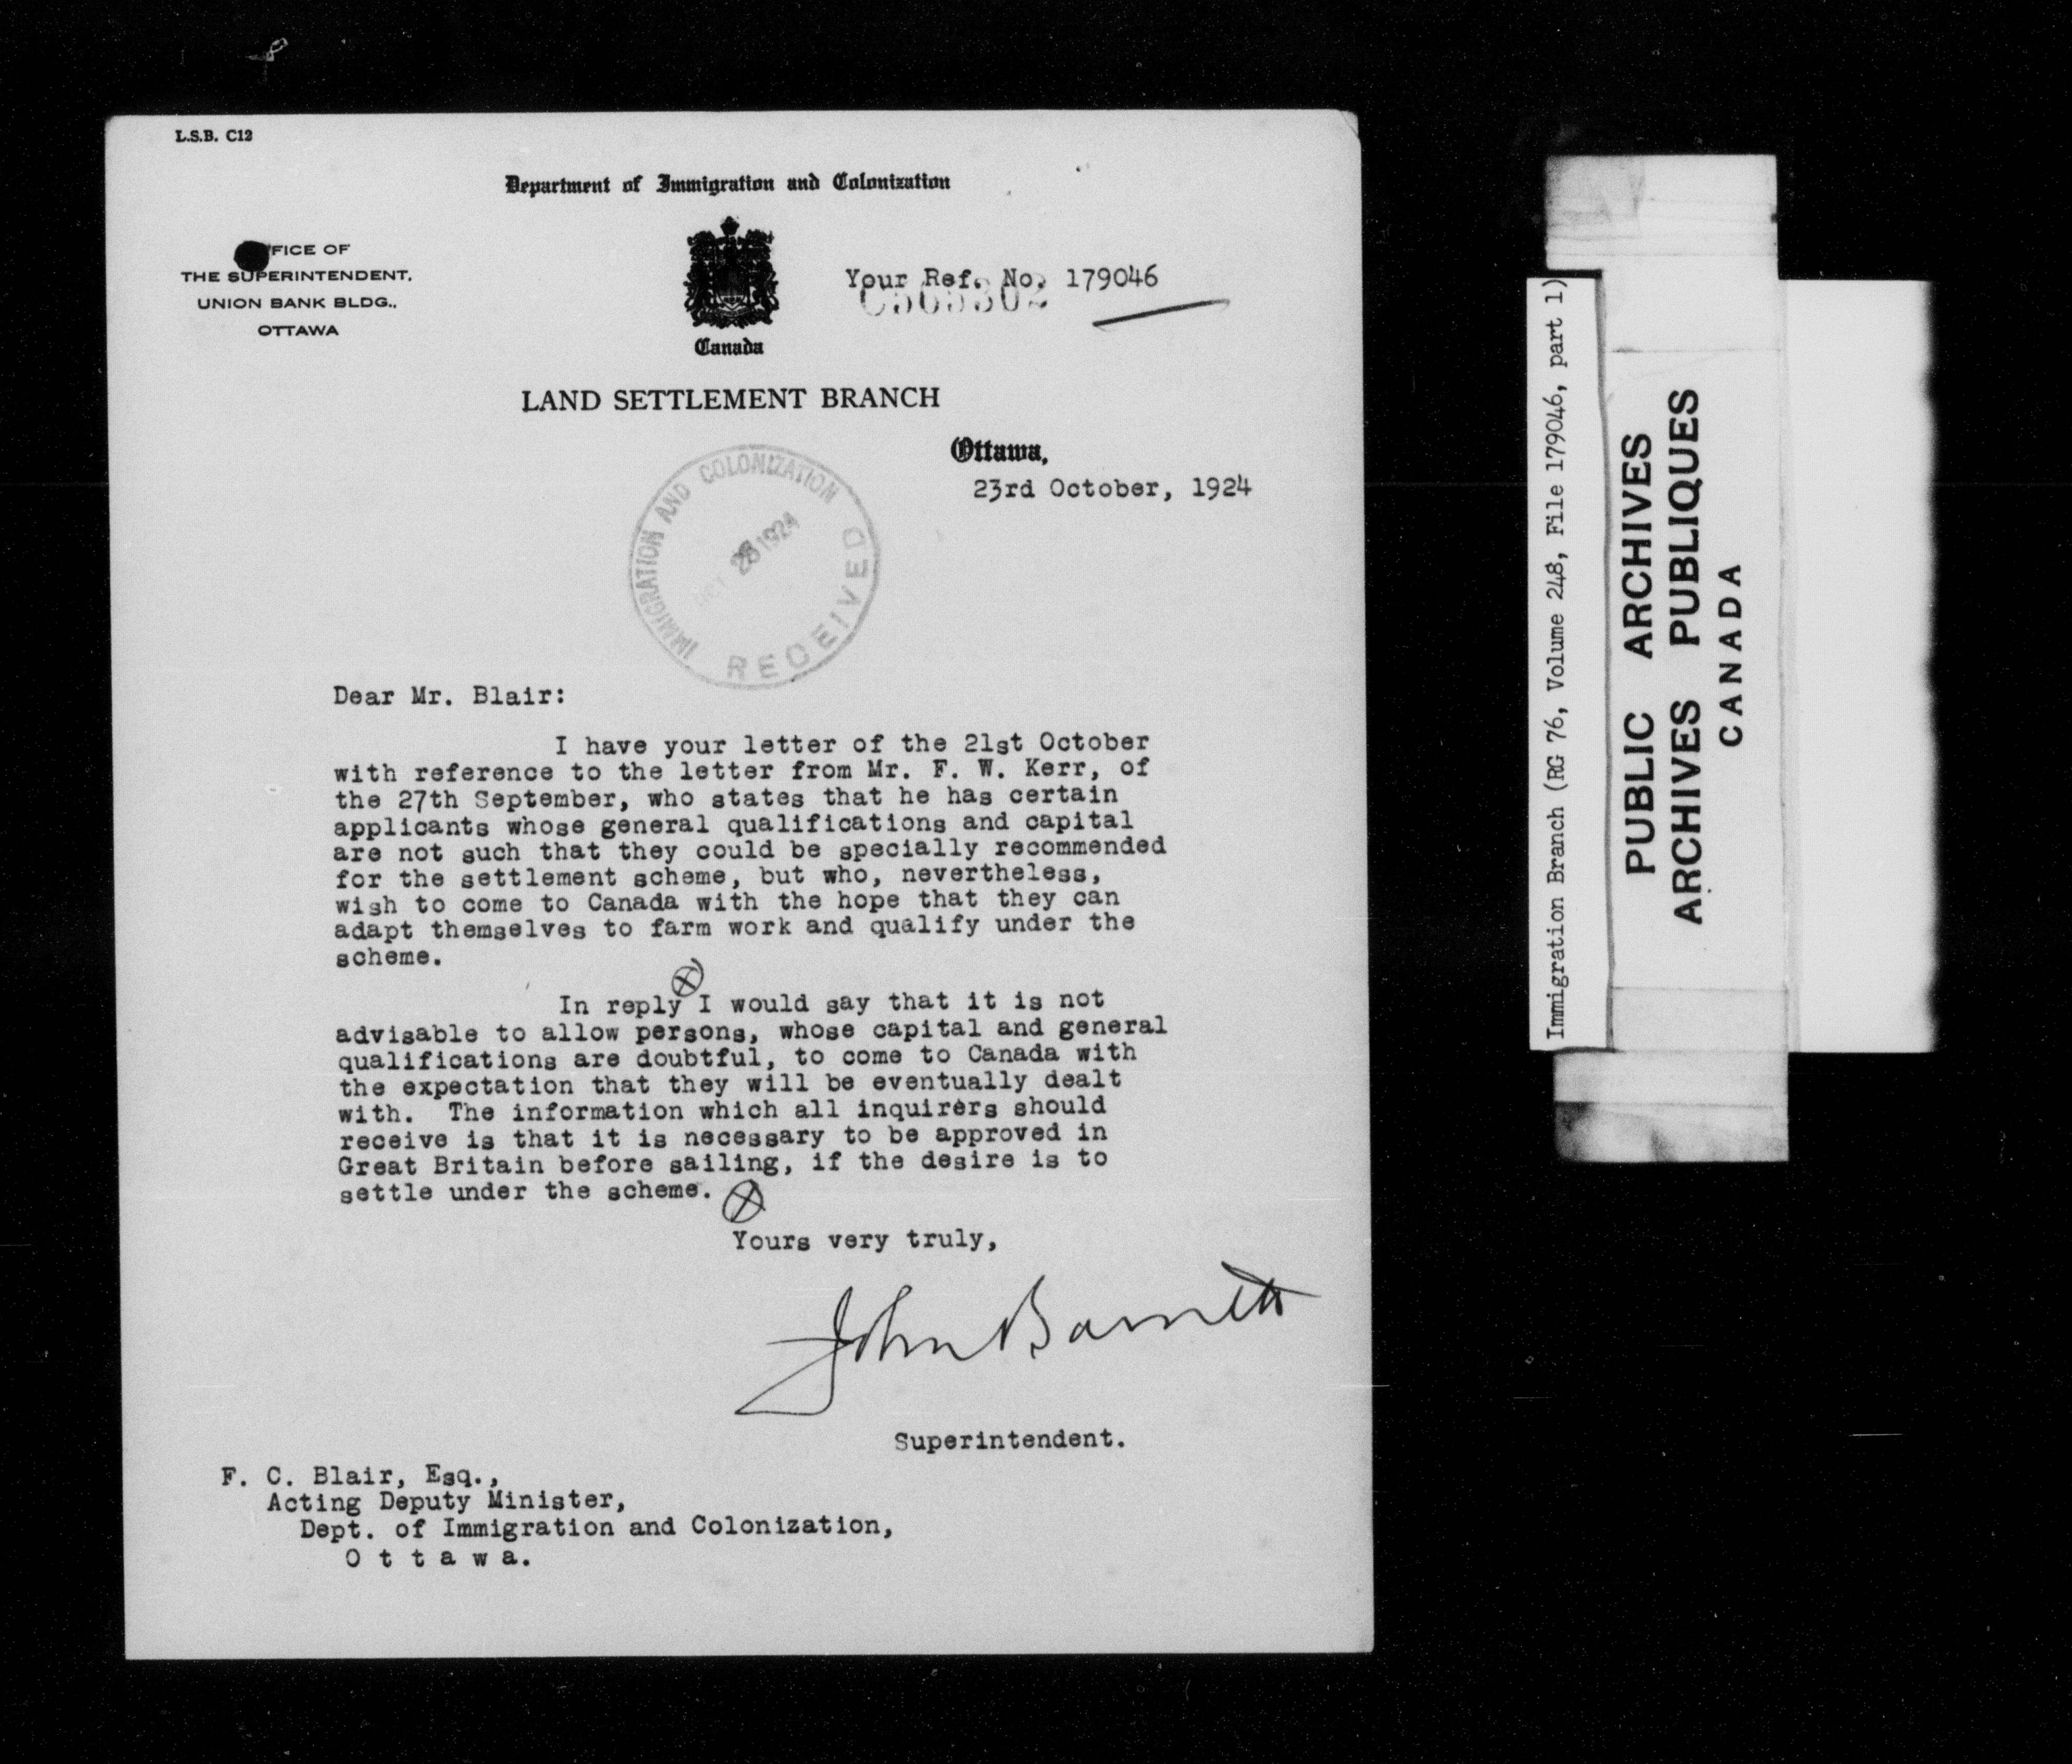 L.S.B. C12
Department of Immigration and Colonization
FICE OF
THE SUPERINTENDENT,
UNION BANK BLDG.,
OTTAWA
Canada
Your Ref. No. 179046
C565302
LAND SETTLEMENT BRANCH
Ottawa,
23rd October, 1924
IMMIGRATION AND COLONIZATION
1924
RECEIVED
Dear Mr. Blair:
I have your letter of the 21st October
with reference to the letter from Mr. F. W. Kerr, of
the 27th September, who states that he has certain
applicants whose general qualifications and capital
are not such that they could be specially recommended
for the settlement scheme, but who, nevertheless,
wish to come to Canada with the hope that they can
adapt themselves to farm work and qualify under the
scheme.
In reply I would say that it is not
advisable to allow persons, whose capital and general
qualifications are doubtful, to come to Canada with
the expectation that they will be eventually dealt
with. The information which all inquirers should
receive is that it is necessary to be approved in
Great Britain before sailing, if the desire is to
settle under the scheme.
Yours very truly,
John Barnett
Superintendent.
F. C. Blair, Esq.,
Acting Deputy Minister,
Dept. of Immigration and Colonization,
O t t a w a.
Immigration Branch (RG 76, Volume 248, File 179046, part 1)
PUBLIC ARCHIVES
ARCHIVES PUBLIQUES
CANADA